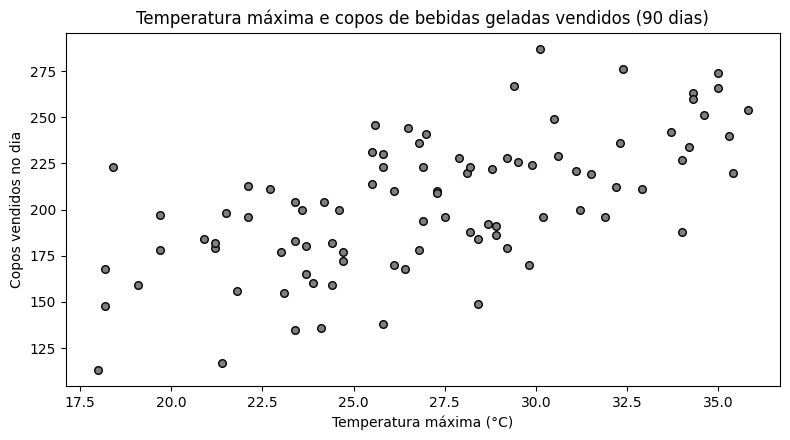 Temperatura máxima e copos de bebidas geladas vendidos (90 dias)
Copos vendidos no dia
275
250
225
200
175
150
125
17.5 20.0 22.5 25.0 27.5 30.0 32.5 35.0
Temperatura máxima (°C)